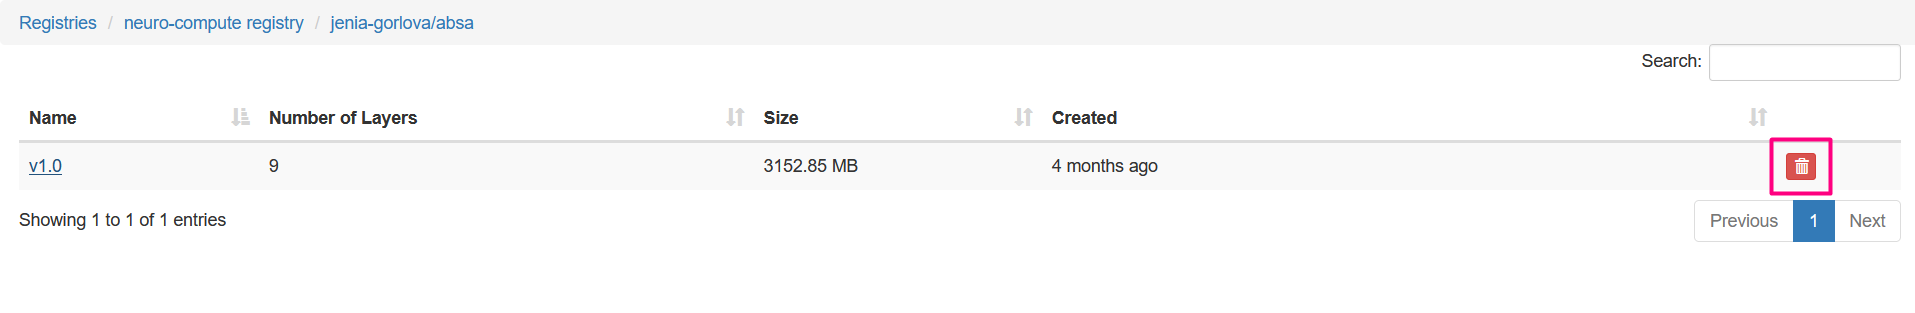 Registries / neuro-compute registry / jenia-gorlova/absa
Search:
Name Number of Layers Size Created
v1.0 9 3152.85 MB 4 months ago
Showing 1 to 1 of 1 entries Previous 1 Next